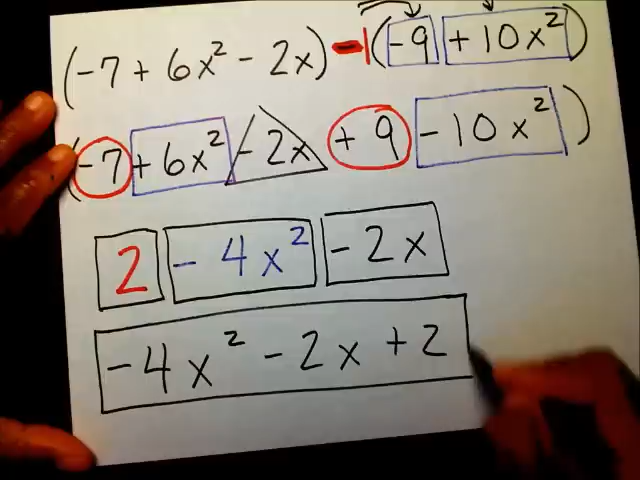 (-7 + 6x² - 2x) -1(-9 + 10x²)
(-7 + 6x² - 2x + 9 - 10x²)
2 - 4x² - 2x
-4x² - 2x + 2